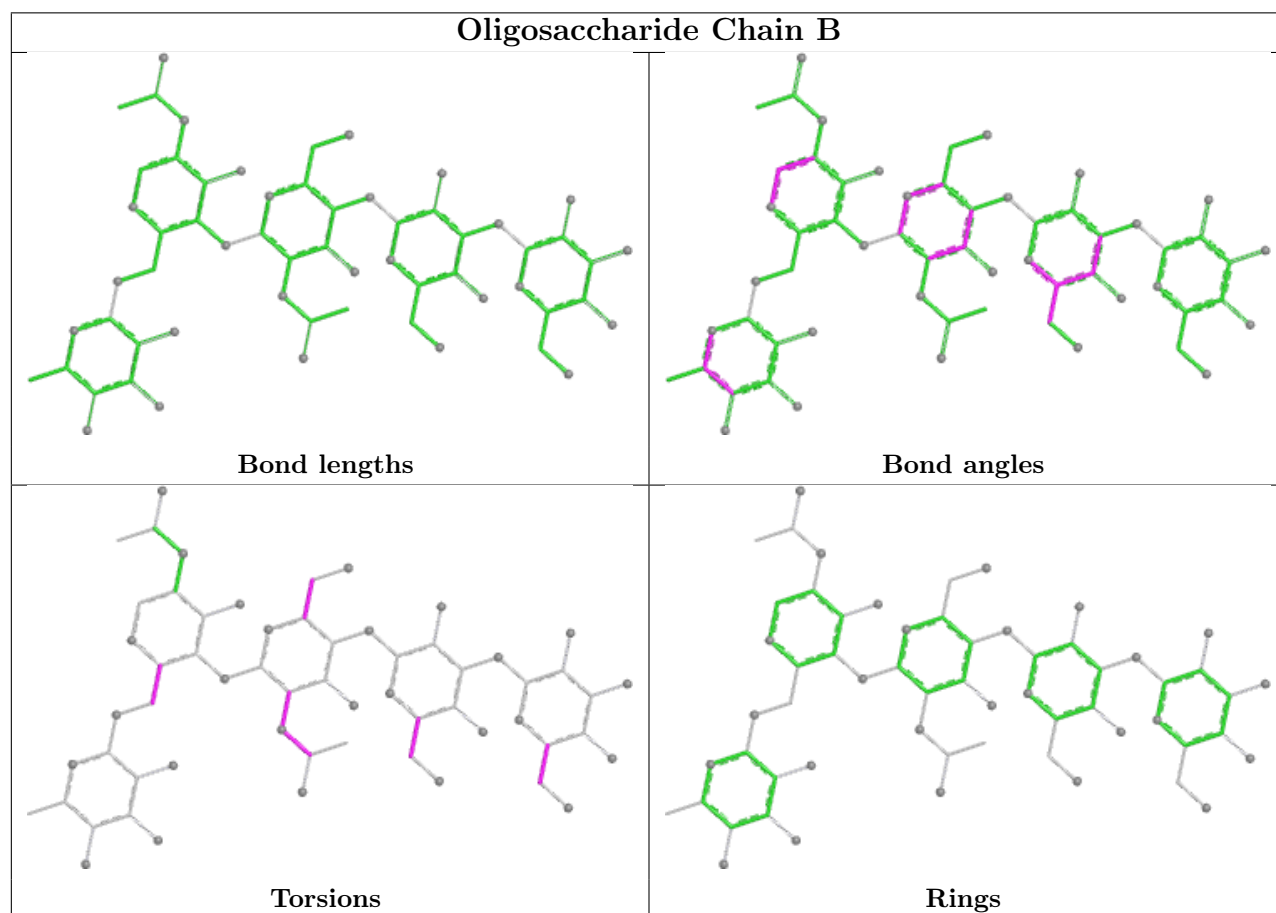 Oligosaccharide Chain B
Bond lengths
Bond angles
Torsions
Rings